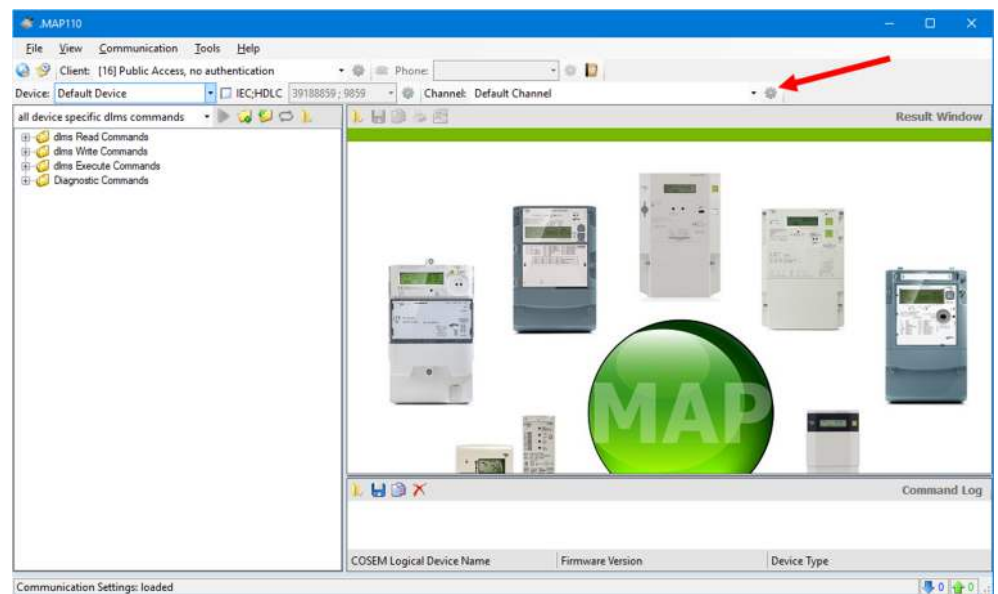 .MAP110
File View Communication Tools Help
Client: [16] Public Access, no authentication Phone:
Device: Default Device IEC;HDLC 39188859 ; 9859 Channel: Default Channel
all device specific dlms commands Result Window
dlms Read Commands
dlms Write Commands
dlms Execute Commands
Diagnostic Commands
MAP
Command Log
COSEM Logical Device Name Firmware Version Device Type
Communication Settings: loaded 0 0